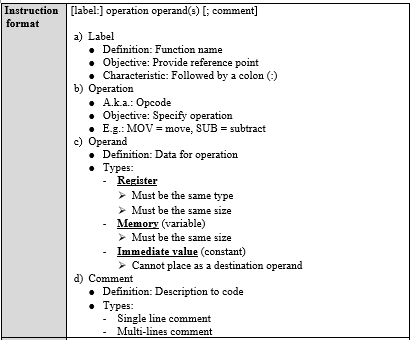 Instruction format
[label:] operation operand(s) [; comment]
a) Label
● Definition: Function name
● Objective: Provide reference point
● Characteristic: Followed by a colon (:)
b) Operation
● A.k.a.: Opcode
● Objective: Specify operation
● E.g.: MOV = move, SUB = subtract
c) Operand
● Definition: Data for operation
● Types:
- Register
➢ Must be the same type
➢ Must be the same size
- Memory (variable)
➢ Must be the same size
- Immediate value (constant)
➢ Cannot place as a destination operand
d) Comment
● Definition: Description to code
● Types:
- Single line comment
- Multi-lines comment